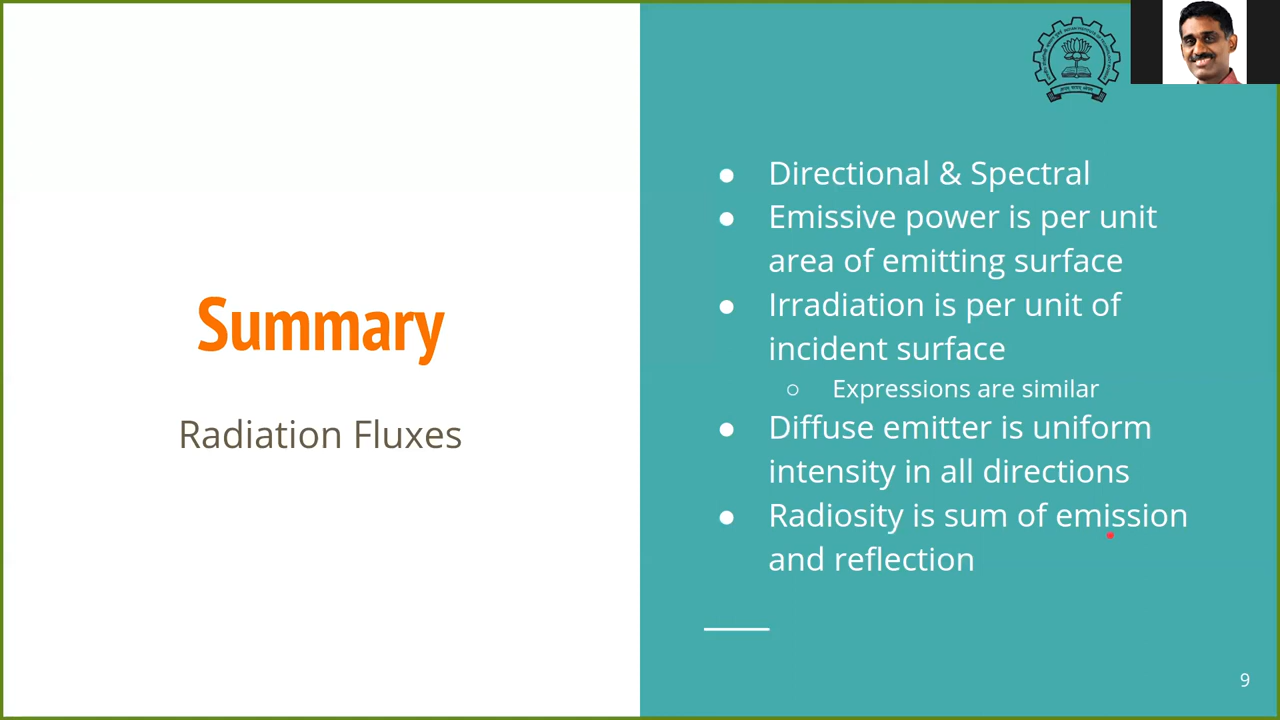 Summary
Radiation Fluxes
● Directional & Spectral
● Emissive power is per unit
area of emitting surface
● Irradiation is per unit of
incident surface
○ Expressions are similar
● Diffuse emitter is uniform
intensity in all directions
● Radiosity is sum of emission
and reflection
9